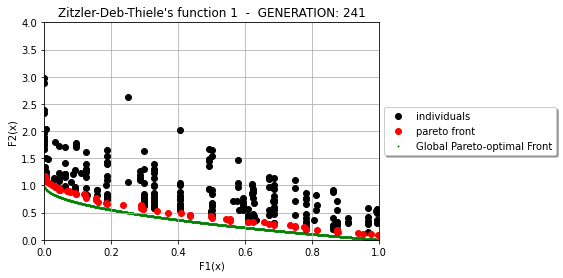 Zitzler-Deb-Thiele's function 1 - GENERATION: 241
4.0
3.5
3.0
2.5
2.0
1.5
1.0
0.5
0.0
F2(x)
0.0 0.2 0.4 0.6 0.8 1.0
F1(x)
individuals
pareto front
Global Pareto-optimal Front